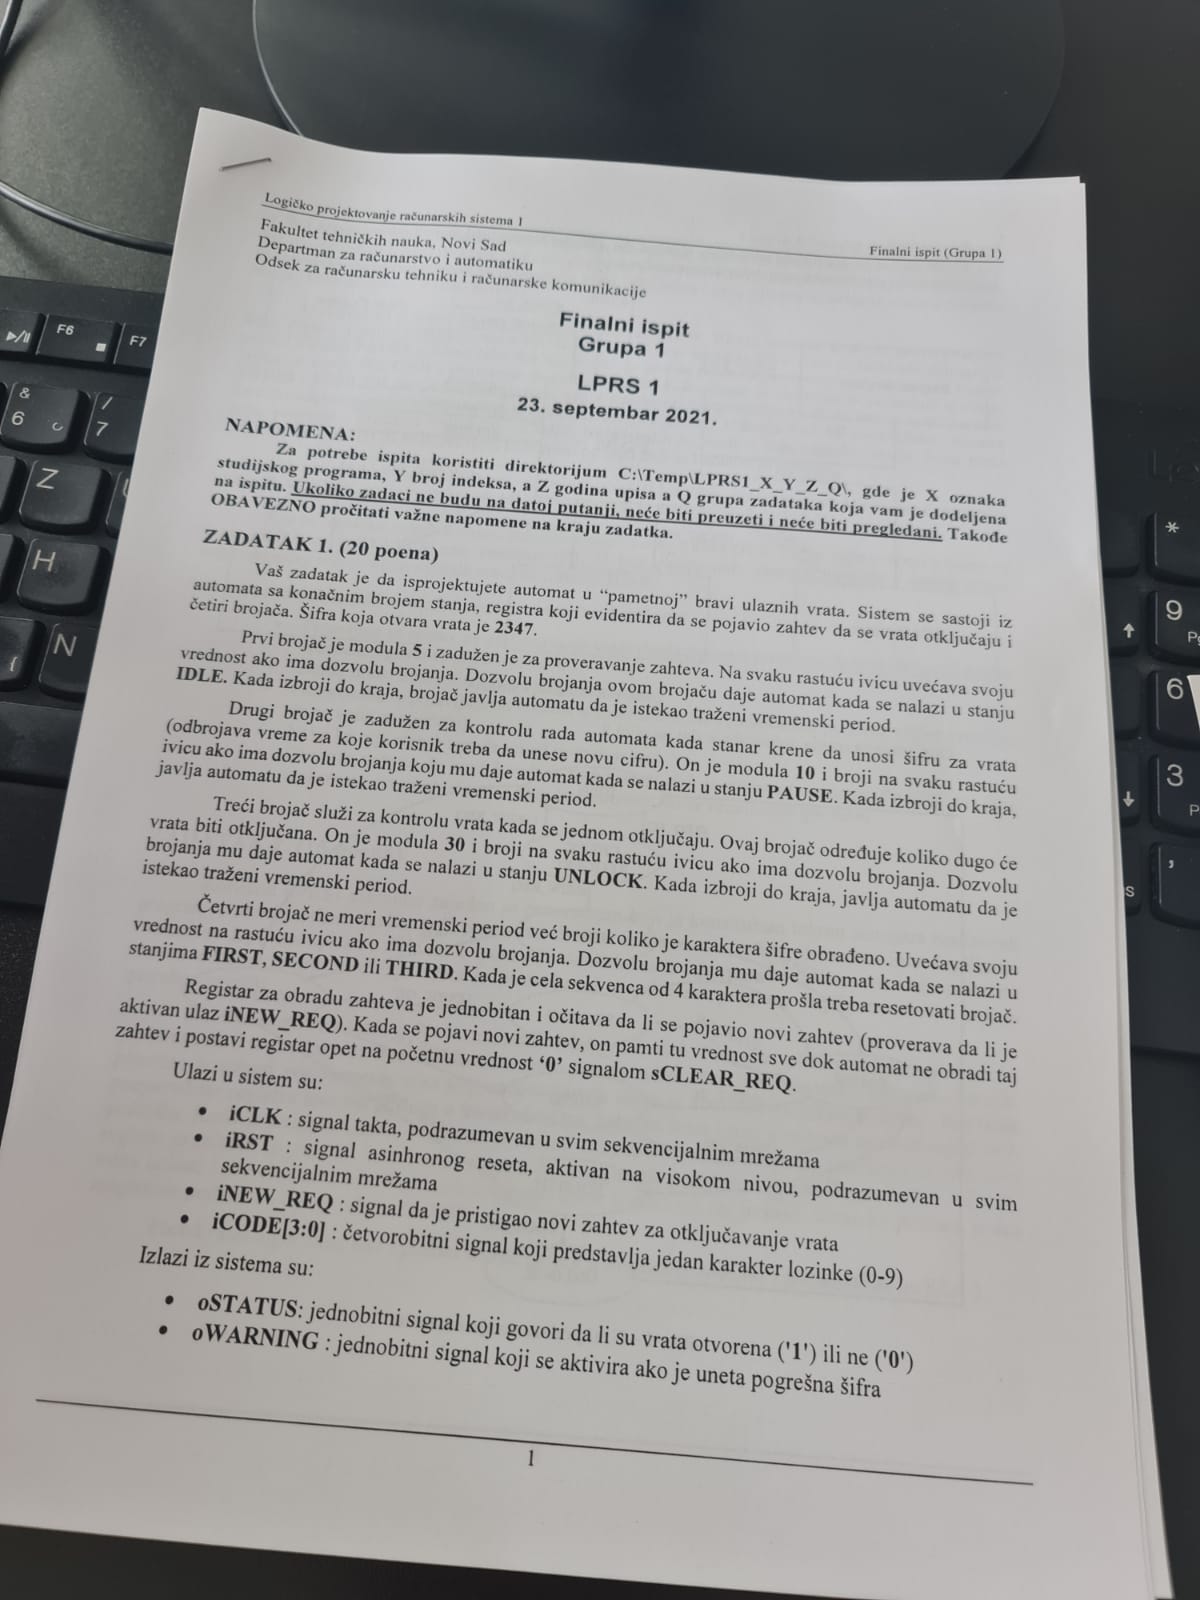 Logičko projektovanje računarskih sistema 1
Finalni ispit (Grupa 1)
Fakultet tehničkih nauka, Novi Sad
Departman za računarstvo i automatiku
Odsek za računarsku tehniku i računarske komunikacije
Finalni ispit
Grupa 1
LPRS 1
23. septembar 2021.
NAPOMENA:
Za potrebe ispita koristiti direktorijum C:\Temp\LPRS1_X_Y_Z_Q\, gde je X oznaka
studijskog programa, Y broj indeksa, a Z godina upisa a Q grupa zadataka koja vam je dodeljena
na ispitu. Ukoliko zadaci ne budu na datoj putanji, neće biti preuzeti i neće biti pregledani. Takođe
OBAVEZNO pročitati važne napomene na kraju zadatka.
ZADATAK 1. (20 poena)
Vaš zadatak je da isprojektujete automat u “pametnoj” bravi ulaznih vrata. Sistem se sastoji iz
automata sa konačnim brojem stanja, registra koji evidentira da se pojavio zahtev da se vrata otključaju i
četiri brojača. Šifra koja otvara vrata je 2347.
Prvi brojač je modula 5 i zadužen je za proveravanje zahteva. Na svaku rastuću ivicu uvećava svoju
vrednost ako ima dozvolu brojanja. Dozvolu brojanja ovom brojaču daje automat kada se nalazi u stanju
IDLE. Kada izbroji do kraja, brojač javlja automatu da je istekao traženi vremenski period.
Drugi brojač je zadužen za kontrolu rada automata kada stanar krene da unosi šifru za vrata
(odbrojava vreme za koje korisnik treba da unese novu cifru). On je modula 10 i broji na svaku rastuću
ivicu ako ima dozvolu brojanja koju mu daje automat kada se nalazi u stanju PAUSE. Kada izbroji do kraja,
javlja automatu da je istekao traženi vremenski period.
Treći brojač služi za kontrolu vrata kada se jednom otključaju. Ovaj brojač određuje koliko dugo će
vrata biti otključana. On je modula 30 i broji na svaku rastuću ivicu ako ima dozvolu brojanja. Dozvolu
brojanja mu daje automat kada se nalazi u stanju UNLOCK. Kada izbroji do kraja, javlja automatu da je
istekao traženi vremenski period.
Četvrti brojač ne meri vremenski period već broji koliko je karaktera šifre obrađeno. Uvećava svoju
vrednost na rastuću ivicu ako ima dozvolu brojanja. Dozvolu brojanja mu daje automat kada se nalazi u
stanjima FIRST, SECOND ili THIRD. Kada je cela sekvenca od 4 karaktera prošla treba resetovati brojač.
Registar za obradu zahteva je jednobitan i očitava da li se pojavio novi zahtev (proverava da li je
aktivan ulaz iNEW_REQ). Kada se pojavi novi zahtev, on pamti tu vrednost sve dok automat ne obradi taj
zahtev i postavi registar opet na početnu vrednost ‘0’ signalom sCLEAR_REQ.
Ulazi u sistem su:
• iCLK : signal takta, podrazumevan u svim sekvencijalnim mrežama
• iRST : signal asinhronog reseta, aktivan na visokom nivou, podrazumevan u svim
sekvencijalnim mrežama
• iNEW_REQ : signal da je pristigao novi zahtev za otključavanje vrata
• iCODE[3:0] : četvorobitni signal koji predstavlja jedan karakter lozinke (0-9)
Izlazi iz sistema su:
• oSTATUS: jednobitni signal koji govori da li su vrata otvorena ('1') ili ne ('0')
• oWARNING : jednobitni signal koji se aktivira ako je uneta pogrešna šifra
1
F6
F7
&
6
/
7
Z
H
N
{
*
9
6
3
P
,
S